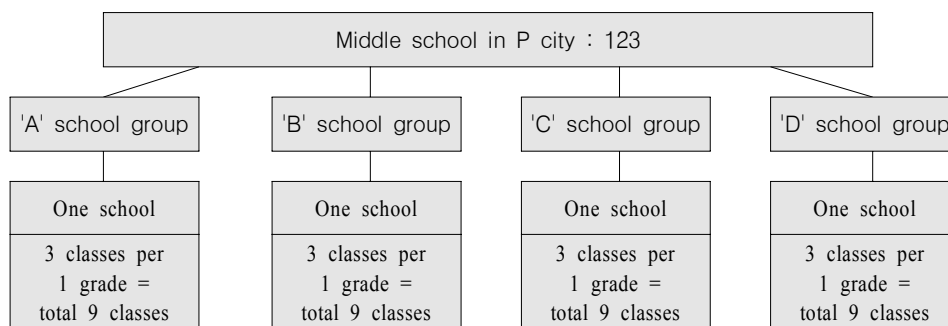 Middle school in P city : 123
'A' school group
'B' school group
'C' school group
'D' school group
One school
One school
One school
One school
3 classes per
1 grade =
total 9 classes
3 classes per
1 grade =
total 9 classes
3 classes per
1 grade =
total 9 classes
3 classes per
1 grade =
total 9 classes